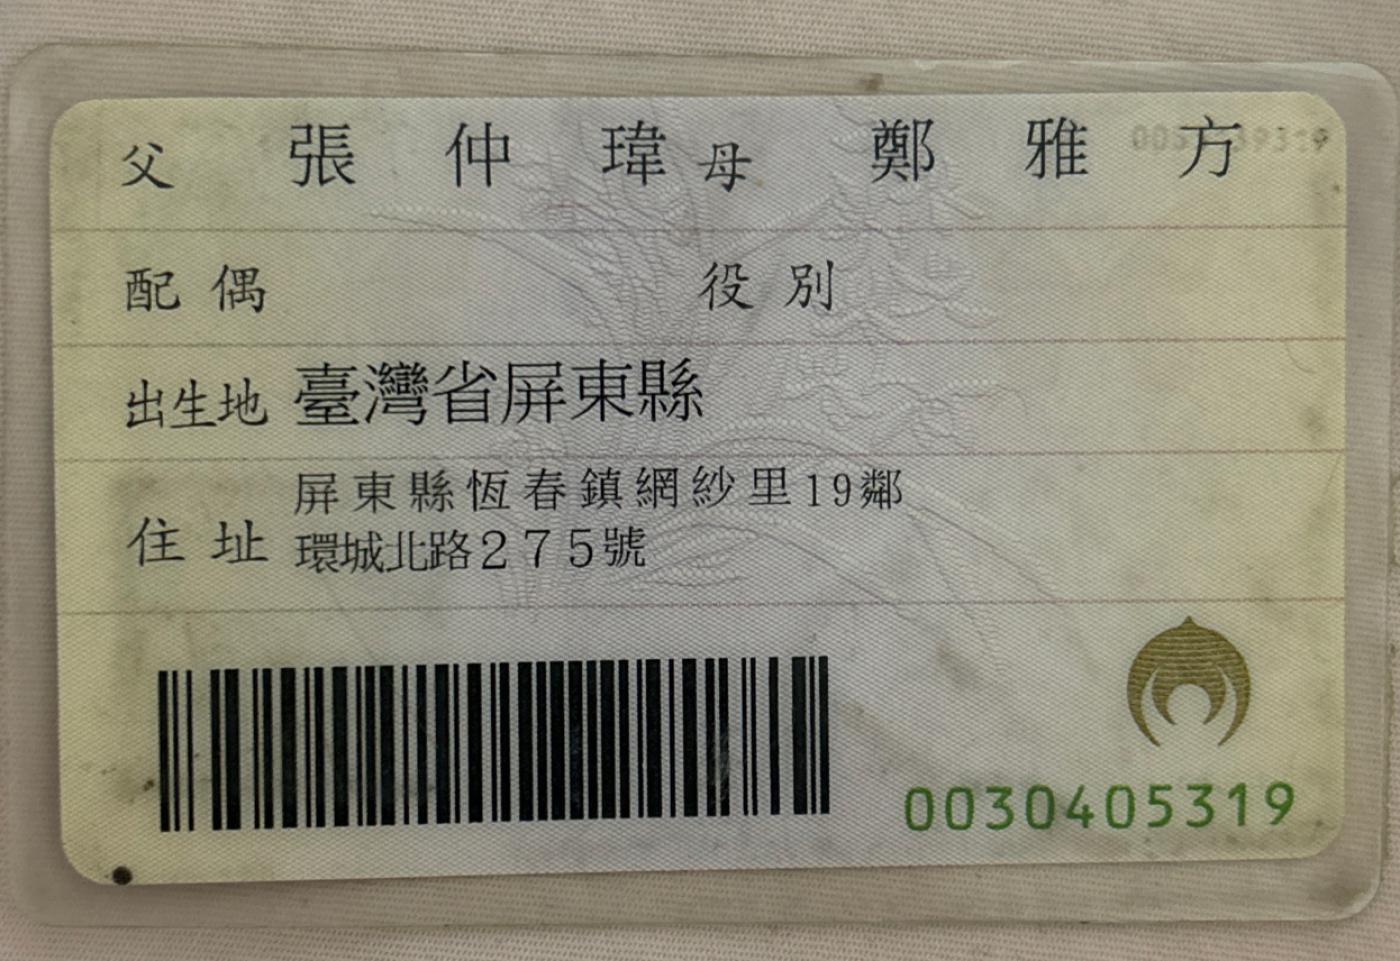 父 張仲瑋 母 鄭雅方
配偶 役別
出生地 臺灣省屏東縣
住址 屏東縣恆春鎮網紗里19鄰
環城北路275號
0030405319